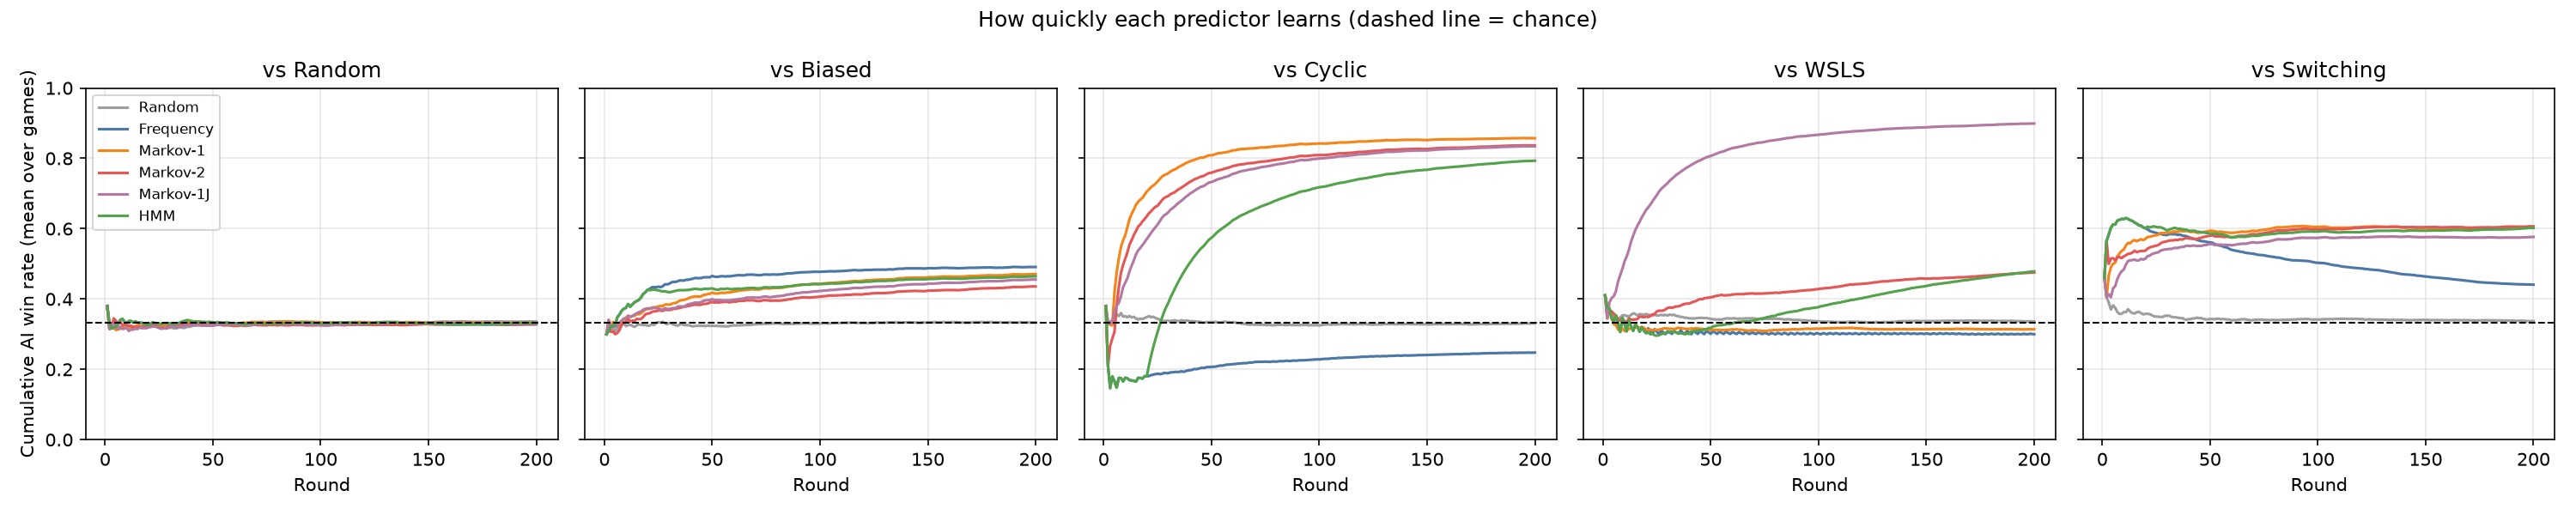 How quickly each predictor learns (dashed line = chance)
vs Random
vs Biased
vs Cyclic
vs WSLS
vs Switching
Cumulative AI win rate (mean over games)
1.0
0.8
0.6
0.4
0.2
0.0
Random
Frequency
Markov-1
Markov-2
Markov-1J
HMM
0 50 100 150 200
0 50 100 150 200
0 50 100 150 200
0 50 100 150 200
0 50 100 150 200
Round
Round
Round
Round
Round